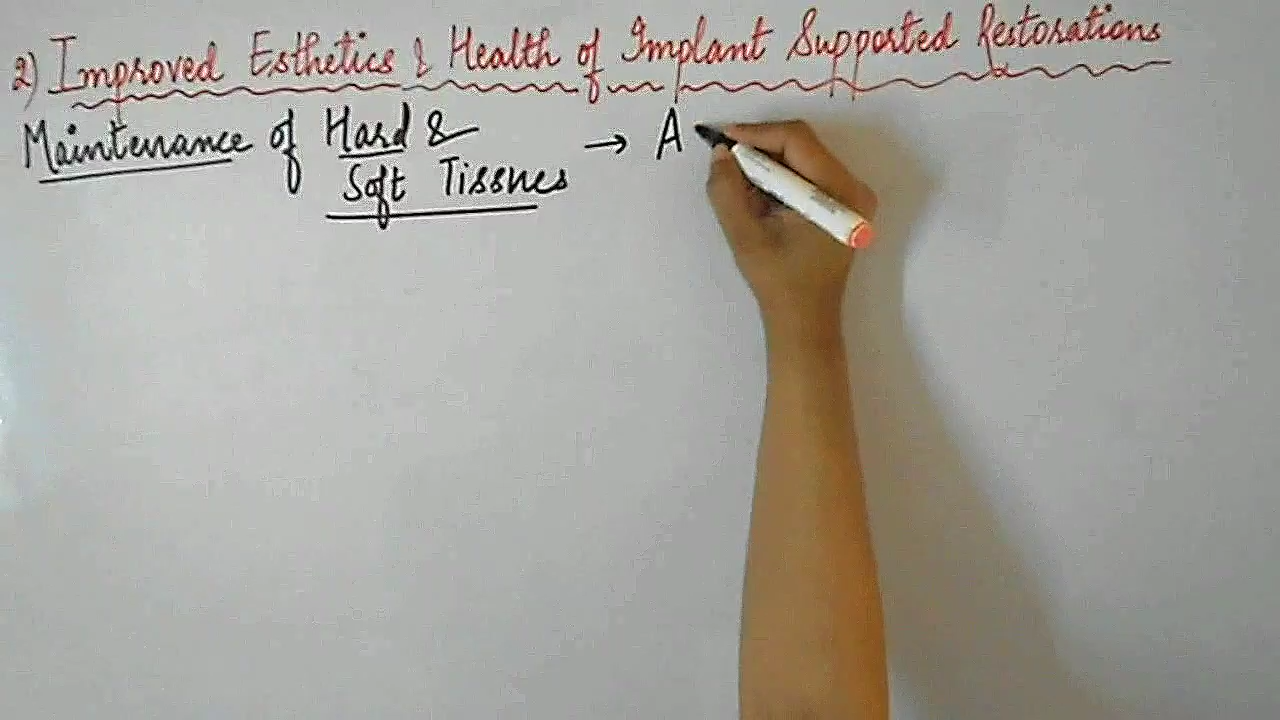 2) Improved Esthetics & Health of Implant Supported Restorations
Maintenance of Hard & → A
Soft Tissues